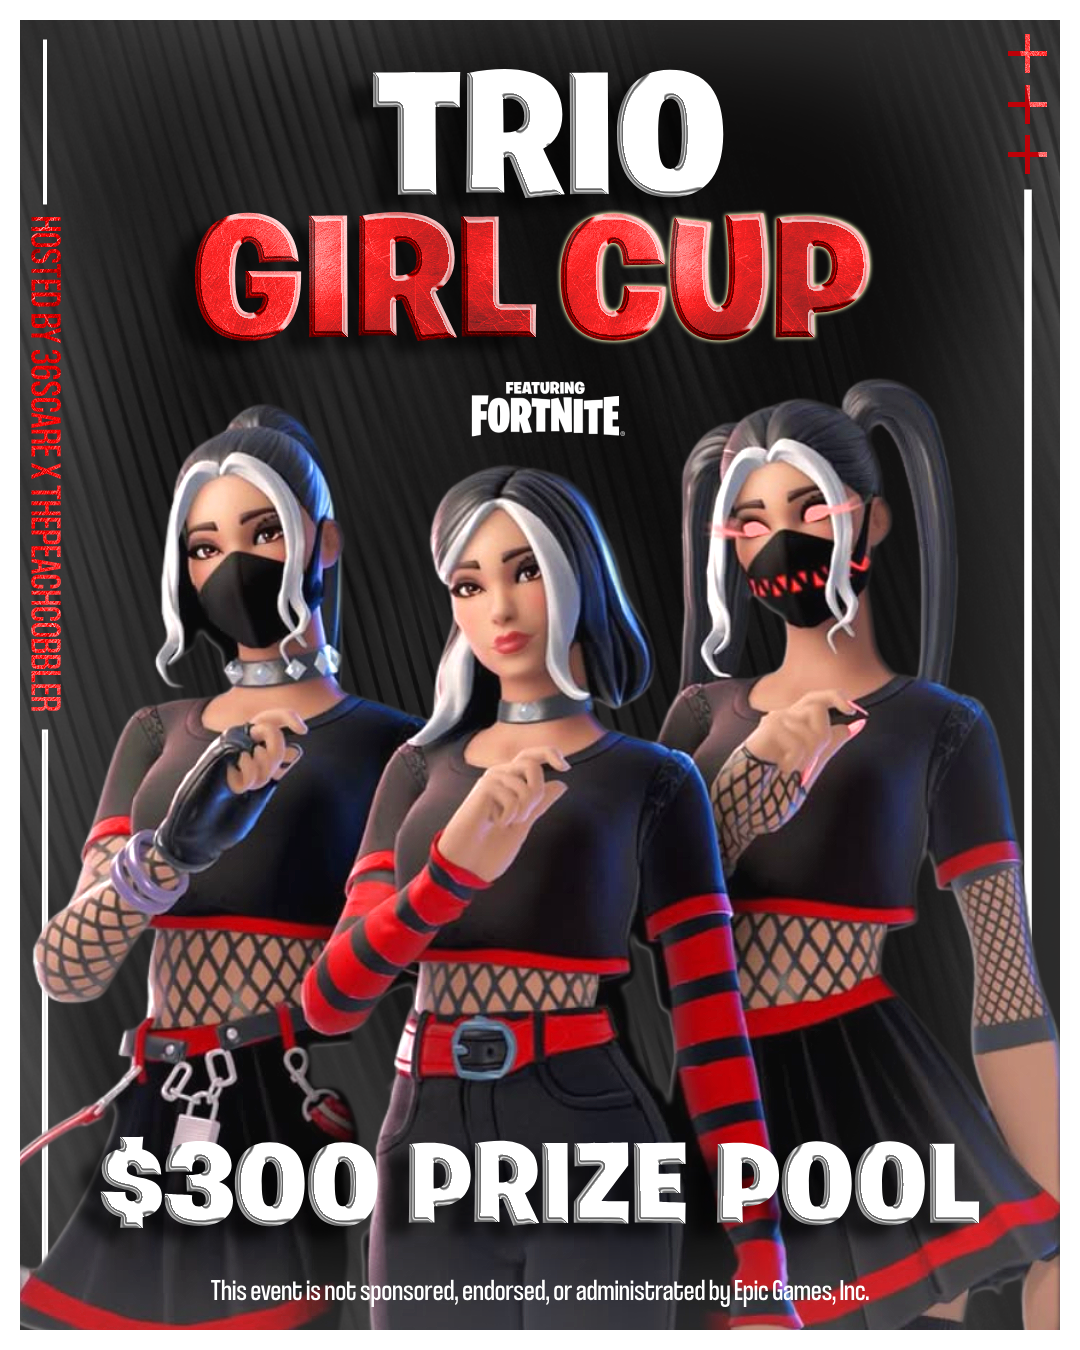 TRIO
GIRL CUP
FEATURING
FORTNITE
HOSTED BY 36SCARE X THEPEACHCOBBLER
$300 PRIZE POOL
This event is not sponsored, endorsed, or administrated by Epic Games, Inc.